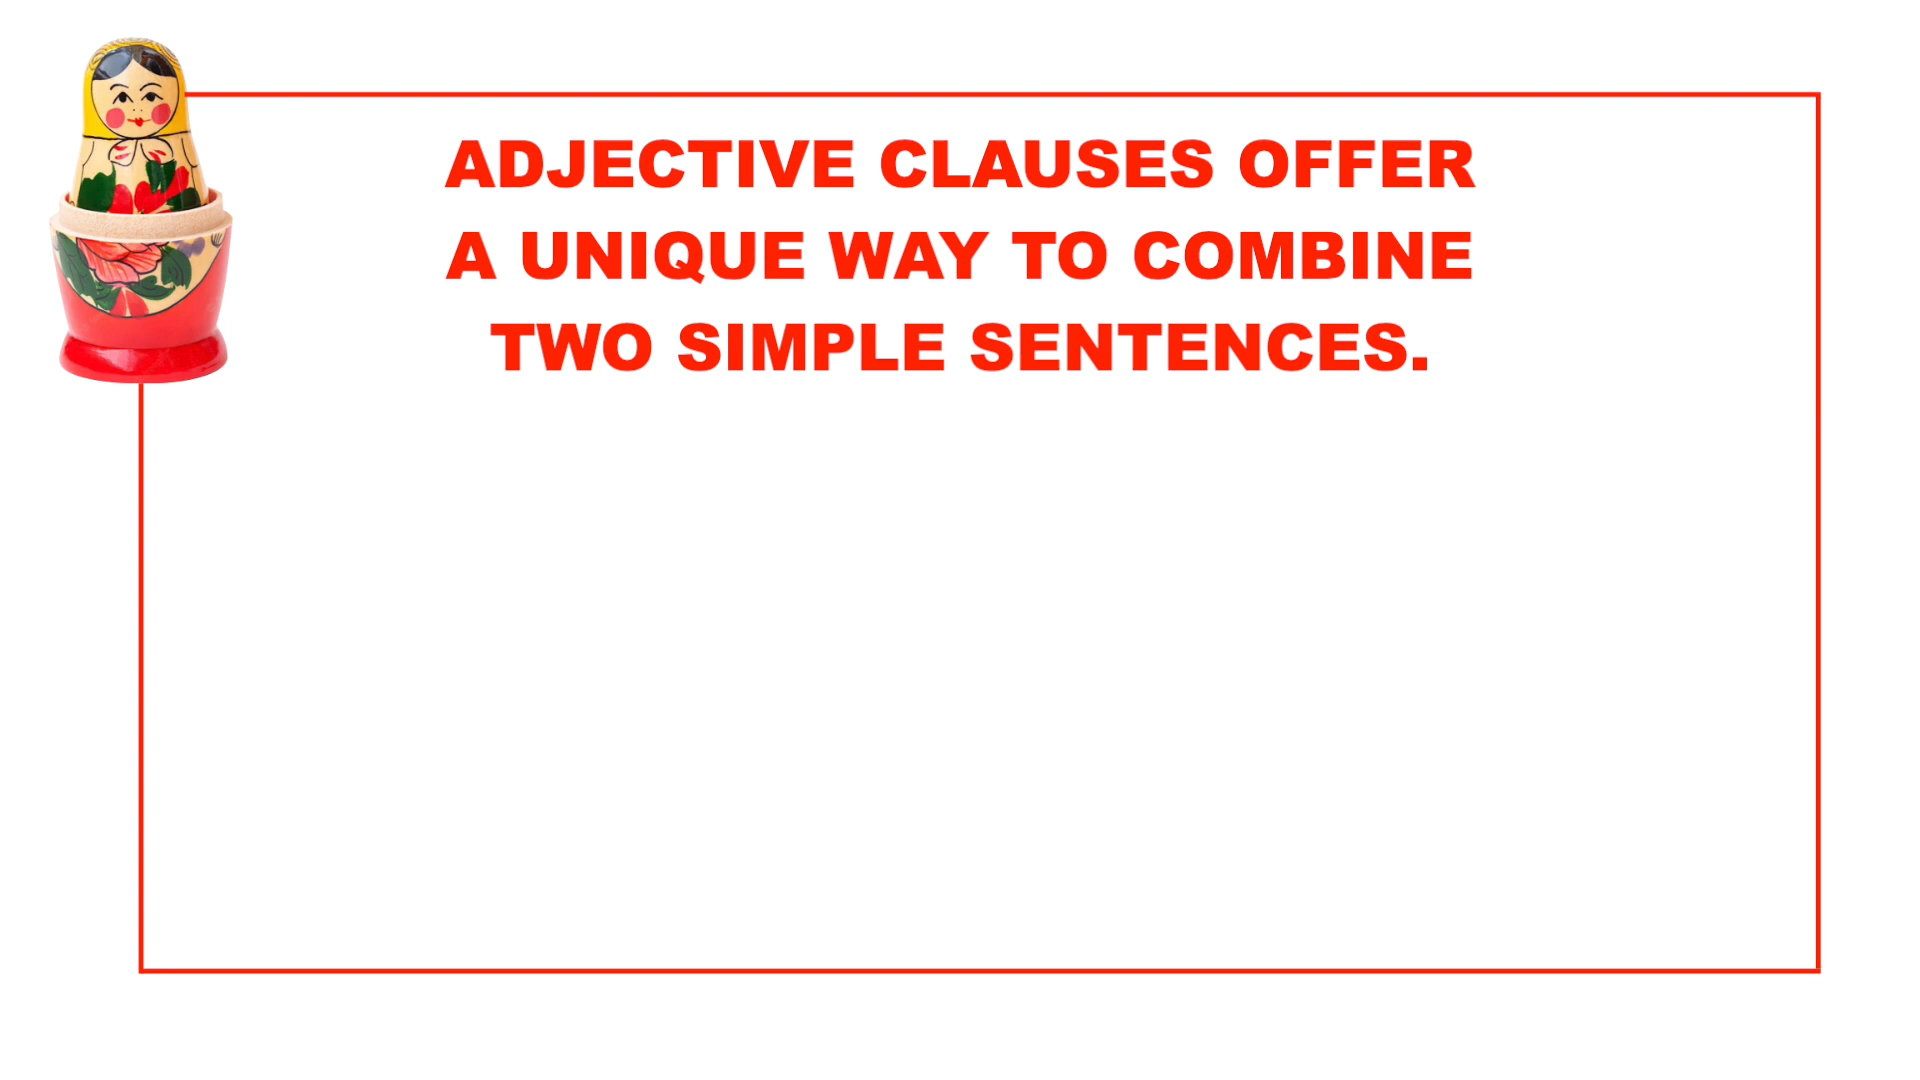 ADJECTIVE CLAUSES OFFER
A UNIQUE WAY TO COMBINE
TWO SIMPLE SENTENCES.